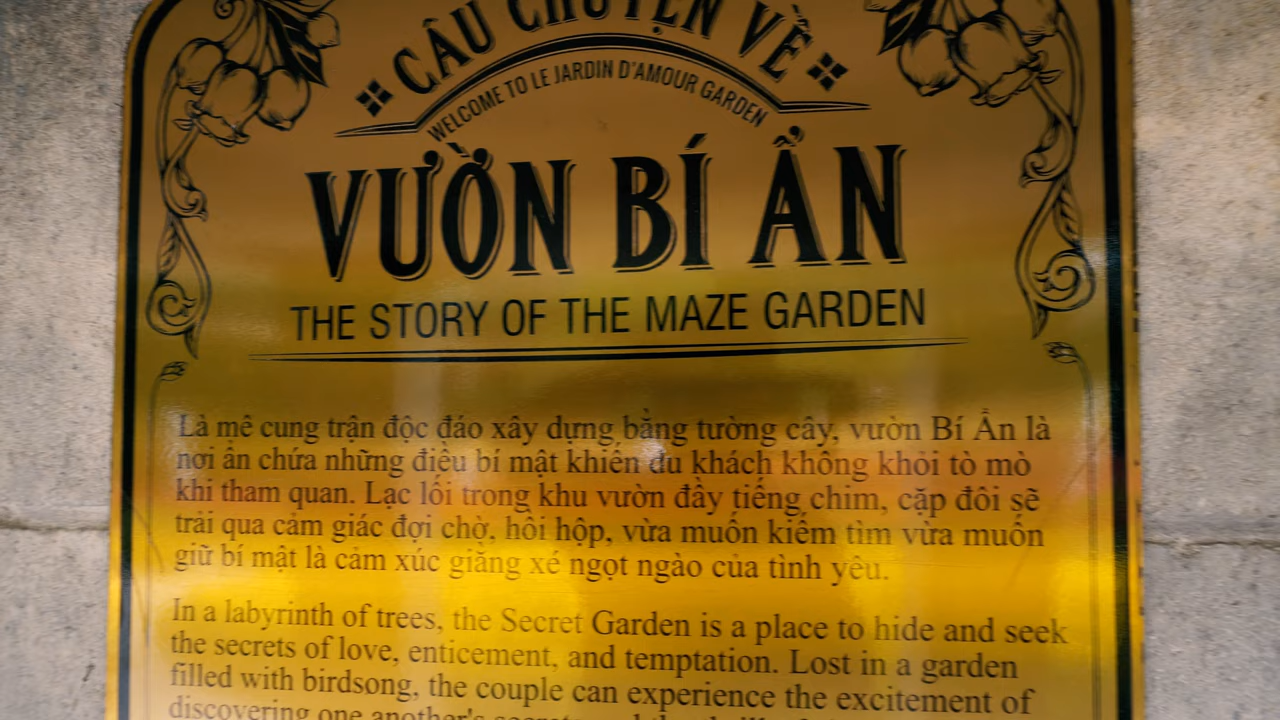 CÂU CHUYỆN VỀ
WELCOME TO LE JARDIN D'AMOUR GARDEN
VƯỜN BÍ ẨN
THE STORY OF THE MAZE GARDEN
Là mê cung trận độc đáo xây dựng bằng tường cây, vườn Bí Ẩn là
nơi ẩn chứa những điều bí mật khiến du khách không khỏi tò mò
khi tham quan. Lạc lối trong khu vườn đầy tiếng chim, cặp đôi sẽ
trải qua cảm giác đợi chờ, hồi hộp, vừa muốn kiếm tìm vừa muốn
giữ bí mật là cảm xúc giằng xé ngọt ngào của tình yêu.
In a labyrinth of trees, the Secret Garden is a place to hide and seek
the secrets of love, enticement, and temptation. Lost in a garden
filled with birdsong, the couple can experience the excitement of
discovering one another's secrets